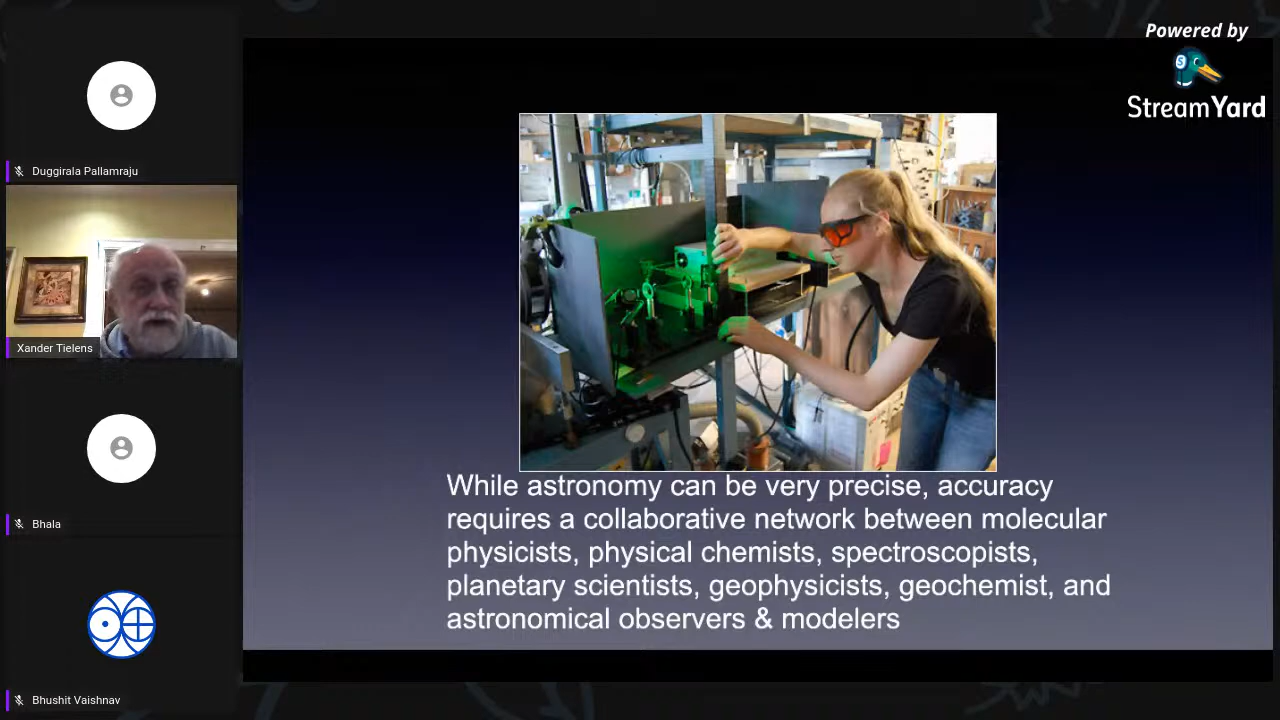 Powered by
StreamYard
Duggirala Pallamraju
Xander Tielens
Bhala
Bhushit Vaishnav
While astronomy can be very precise, accuracy
requires a collaborative network between molecular
physicists, physical chemists, spectroscopists,
planetary scientists, geophysicists, geochemist, and
astronomical observers & modelers